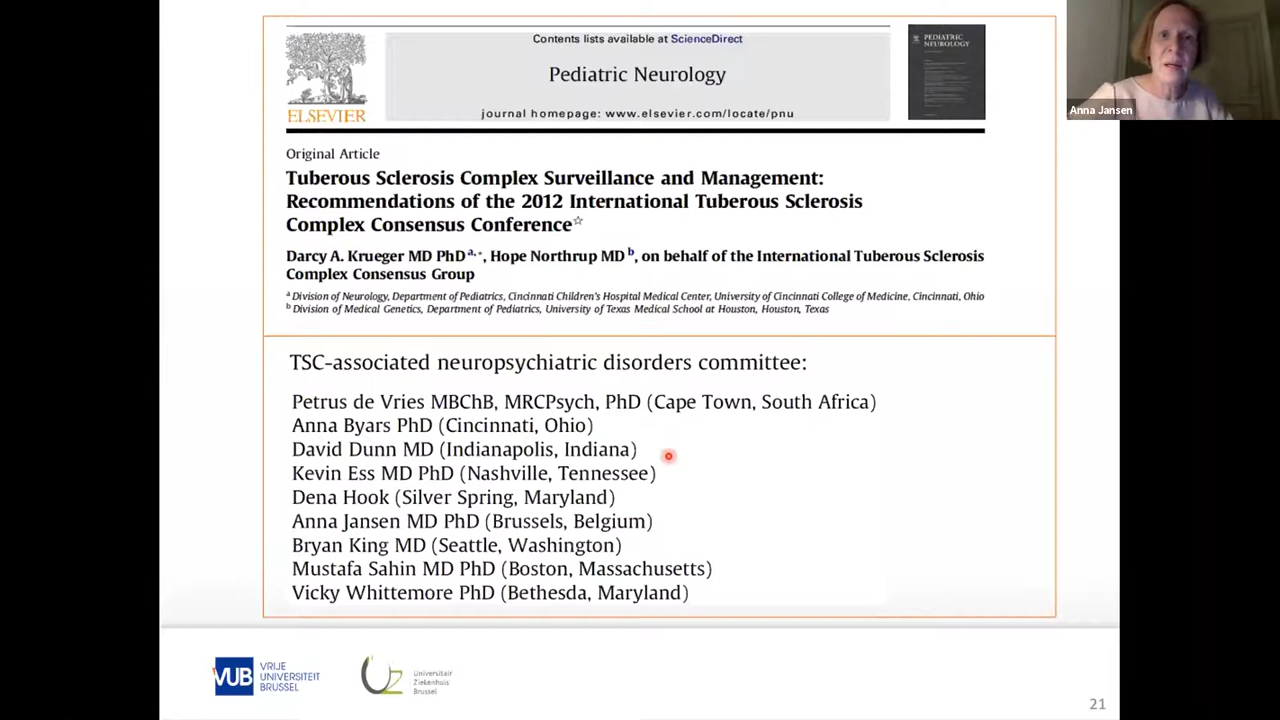 Contents lists available at ScienceDirect
Pediatric Neurology
journal homepage: www.elsevier.com/locate/pnu
ELSEVIER
PEDIATRIC
NEUROLOGY
Anna Jansen
Original Article
Tuberous Sclerosis Complex Surveillance and Management:
Recommendations of the 2012 International Tuberous Sclerosis
Complex Consensus Conference☆
Darcy A. Krueger MD PhD a,*, Hope Northrup MD b, on behalf of the International Tuberous Sclerosis
Complex Consensus Group
a Division of Neurology, Department of Pediatrics, Cincinnati Children's Hospital Medical Center, University of Cincinnati College of Medicine, Cincinnati, Ohio
b Division of Medical Genetics, Department of Pediatrics, University of Texas Medical School at Houston, Houston, Texas
TSC-associated neuropsychiatric disorders committee:
Petrus de Vries MBChB, MRCPsych, PhD (Cape Town, South Africa)
Anna Byars PhD (Cincinnati, Ohio)
David Dunn MD (Indianapolis, Indiana)
Kevin Ess MD PhD (Nashville, Tennessee)
Dena Hook (Silver Spring, Maryland)
Anna Jansen MD PhD (Brussels, Belgium)
Bryan King MD (Seattle, Washington)
Mustafa Sahin MD PhD (Boston, Massachusetts)
Vicky Whittemore PhD (Bethesda, Maryland)
VUB
VRIJE
UNIVERSITEIT
BRUSSEL
Universitair
Ziekenhuis
Brussel
21